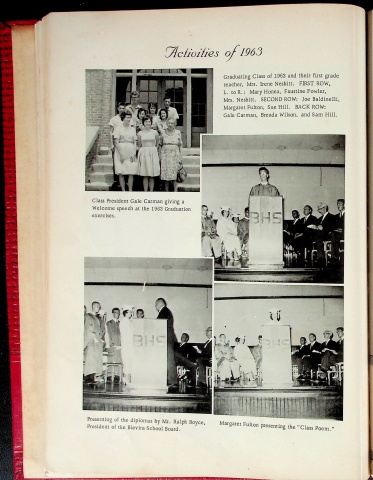 Activities of 1963
Graduating Class of 1963 and their first grade
teacher, Mrs. Irene Nesbitt. FIRST ROW,
L. to R.: Mary Honea, Faustine Fowler,
Mrs. Nesbitt. SECOND ROW: Joe Baldinelli,
Margaret Fulton, Sue Hill. BACK ROW:
Gale Carman, Brenda Wilson, and Sam Hill.
Class President Gale Carman giving a
Welcome speech at the 1963 Graduation
exercises.
BHS
BHS
BHS
Presenting of the diplomas by Mr. Ralph Boyce,
President of the Blevins School Board.
Margaret Fulton presenting the "Class Poem."